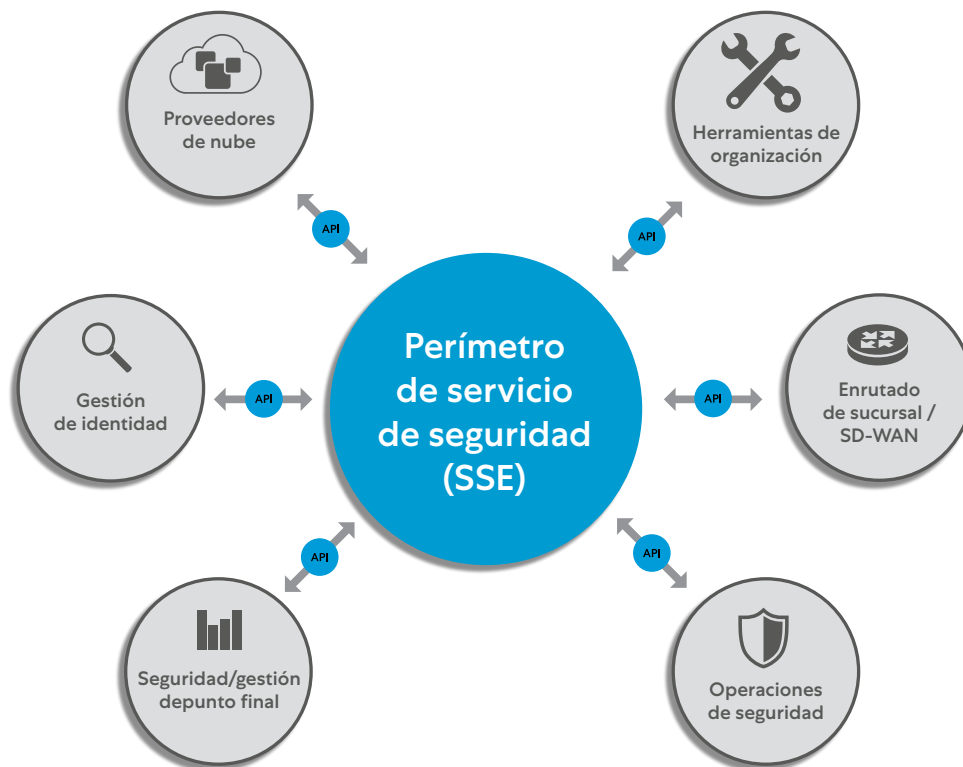 Proveedores
de nube
Herramientas de
organización
API
API
Perímetro
de servicio
de seguridad
(SSE)
Gestión
de identidad
API
API
Enrutado
de sucursal /
SD-WAN
API
API
Seguridad/gestión
depunto final
Operaciones
de seguridad